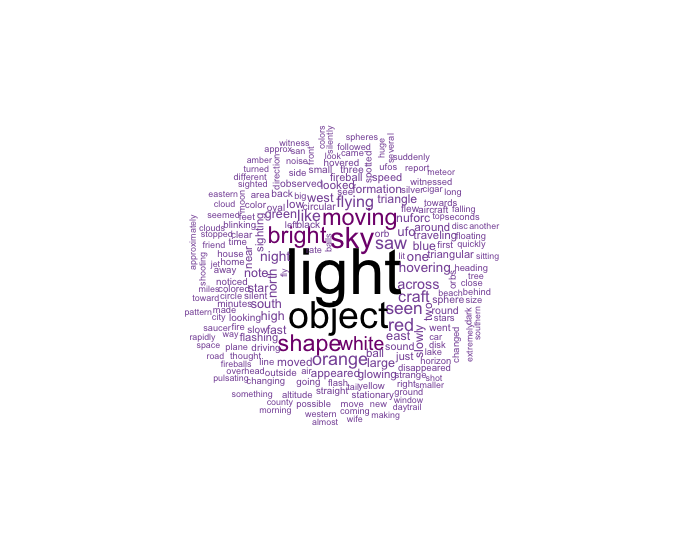 witness
colors
silently
spheres
huge
several
approx
san
look
came
followed
spotted
suddenly
amber
noise
front
hovered
ufos
report
meteor
turned
direction
side
small
three
different
sighted
observed
looked
fireball
speed
witnessed
eastern
moon
area
back
big
west
see
formation
silver
cigar
long
cloud
color
oval
low
circular
flying
triangle
flew
aircraft
falling
towards
seemed
feet
green
like
moving
nuforc
top
seconds
clouds
blinking
sighting
left
black
disc
another
approximately
stopped
clear
bright
sky
orb
ufo
around
disk
floating
friend
time
saw
traveling
blue
first
quickly
shooting
jet
house
near
night
late
balls
lit
one
triangular
sitting
noticed
home
away
note
north
fly
light
hovering
orbs
heading
tree
miles
colored
star
across
beach
behind
close
toward
circle
silent
craft
sphere
size
pattern
minutes
south
object
seen
two
round
made
city
looking
high
red
stars
dark
southern
extremely
saucer
fire
slow
fast
went
rapidly
way
flashing
shape
white
east
slowly
car
changed
space
plane
driving
sound
lake
road
thought
orange
ball
just
horizon
fireballs
line
moved
large
disappeared
overhead
outside
air
appeared
glowing
strange
shot
pulsating
changing
going
flash
tail
yellow
right
smaller
something
altitude
straight
stationary
ground
county
possible
move
new
window
morning
western
coming
making
daytrail
almost
wife